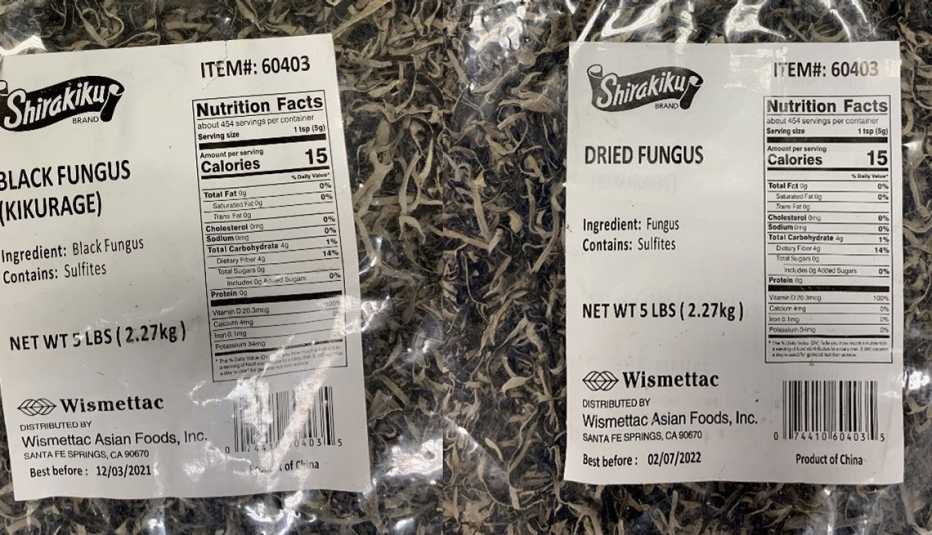 Shirakiku
BRAND
ITEM#: 60403
BLACK FUNGUS
(KIKURAGE)
Ingredient: Black Fungus
Contains: Sulfites
NET WT 5 LBS ( 2.27kg )
Wismettac
DISTRIBUTED BY
Wismettac Asian Foods, Inc.
SANTA FE SPRINGS, CA 90670
Best before : 12/03/2021
Nutrition Facts
about 454 servings per container
Serving size 1 tsp (5g)
Amount per serving
Calories 15
% Daily Value*
Total Fat 0g 0%
Saturated Fat 0g 0%
Trans Fat 0g
Cholesterol 0mg 0%
Sodium 0mg 0%
Total Carbohydrate 4g 1%
Dietary Fiber 4g 14%
Total Sugars 0g
Includes 0g Added Sugars 0%
Protein 0g
Vitamin D 20.3mcg 100%
Calcium 4mg
Iron 0.1mg
Potassium 34mg
of China
Shirakiku
BRAND
ITEM#: 60403
DRIED FUNGUS
Ingredient: Fungus
Contains: Sulfites
NET WT 5 LBS ( 2.27kg )
Wismettac
DISTRIBUTED BY
Wismettac Asian Foods, Inc.
SANTA FE SPRINGS, CA 90670
Best before : 02/07/2022
Nutrition Facts
about 454 servings per container
Serving size 1 tsp (5g)
Amount per serving
Calories 15
% Daily Value*
Total Fat 0g 0%
Saturated Fat 0g 0%
Trans Fat 0g
Cholesterol 0mg 0%
Sodium 0mg 0%
Total Carbohydrate 4g 1%
Dietary Fiber 4g 14%
Total Sugars 0g
Includes 0g Added Sugars 0%
Protein 0g
Vitamin D 20.3mcg 100%
Calcium 4mg 0%
Iron 0.1mg 0%
Potassium 34mg 0%
0 74410 60403 5
Product of China